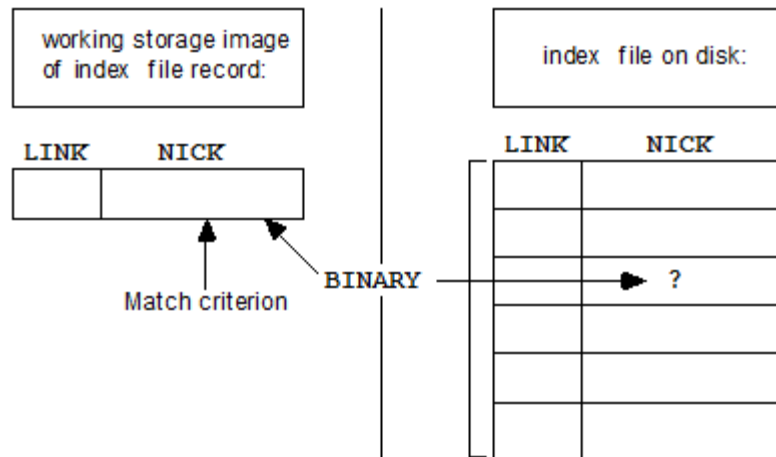 working storage image
of index file record:
index file on disk:
LINK NICK
LINK NICK
BINARY
?
Match criterion